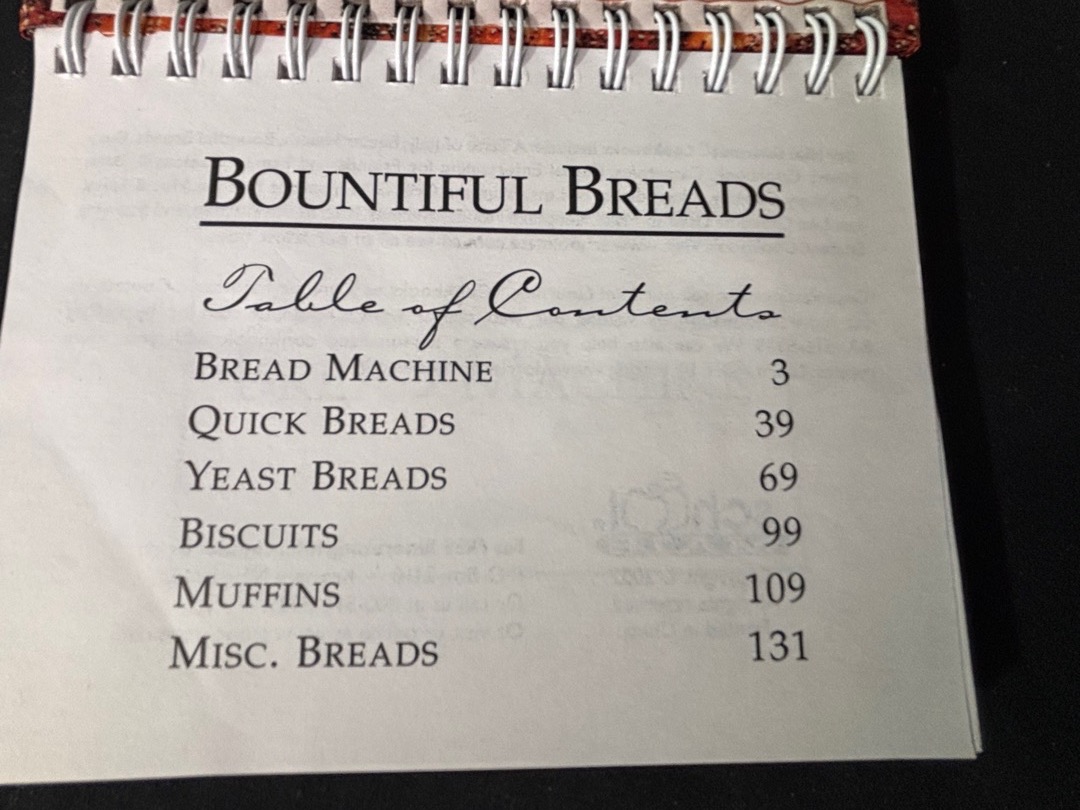 BOUNTIFUL BREADS
Table of Contents
BREAD MACHINE 3
QUICK BREADS 39
YEAST BREADS 69
BISCUITS 99
MUFFINS 109
MISC. BREADS 131